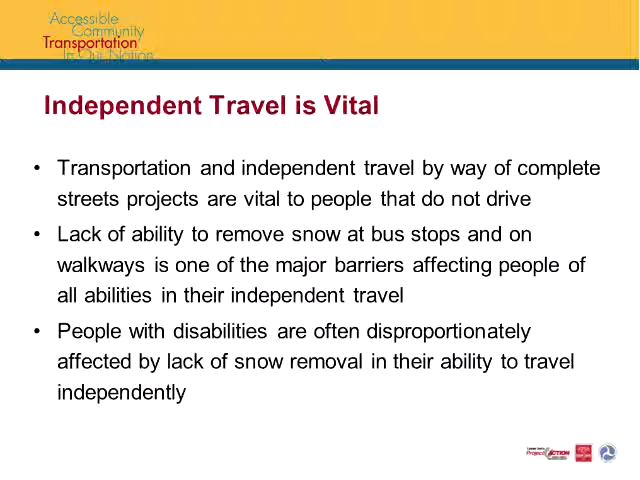 Accessible
Community
Transportation
In Our Nation
Independent Travel is Vital
• Transportation and independent travel by way of complete
streets projects are vital to people that do not drive
• Lack of ability to remove snow at bus stops and on
walkways is one of the major barriers affecting people of
all abilities in their independent travel
• People with disabilities are often disproportionately
affected by lack of snow removal in their ability to travel
independently
Project ACTION